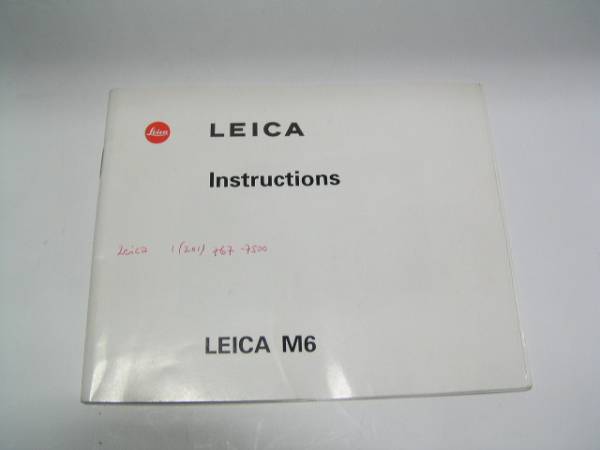 Leica
LEICA
Instructions
Leica 1 (201) 767-7500
LEICA M6